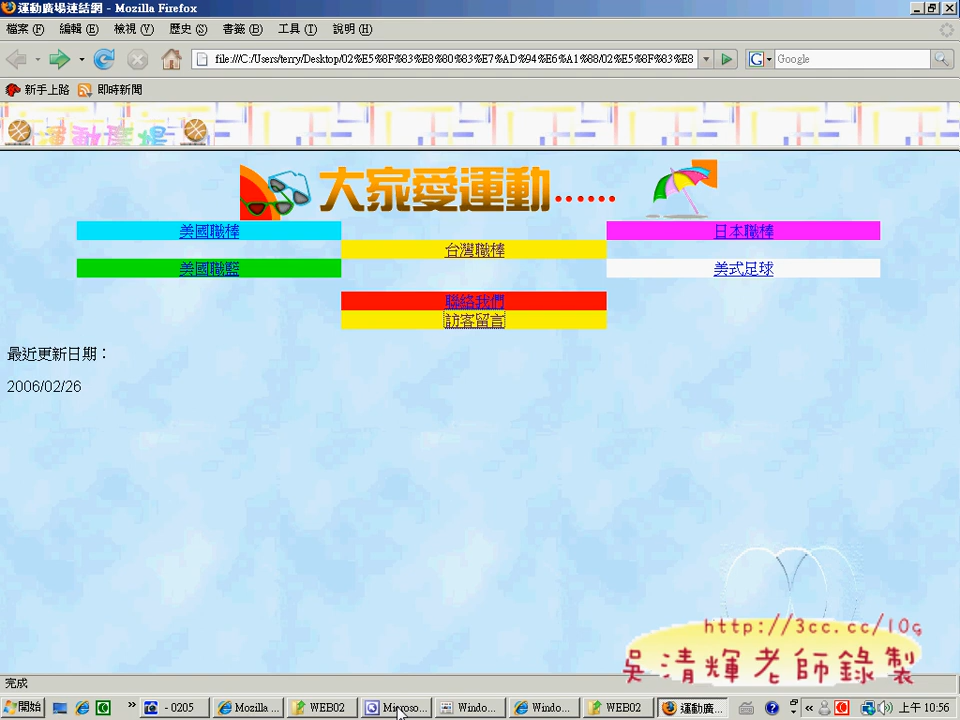 運動廣場連結網 - Mozilla Firefox
檔案(F) 編輯(E) 檢視(V) 歷史(S) 書籤(B) 工具(T) 說明(H)
file:///C:/Users/terry/Desktop/02%E5%8F%83%E8%80%83%E7%AD%94%E6%A1%88/02%E5%8F%83%E8 Google
新手上路 即時新聞
運動廣場
大家愛運動......
美國職棒 日本職棒
台灣職棒
美國職籃 美式足球
聯絡我們
訪客留言
最近更新日期：
2006/02/26
http://3cc.cc/10g
吳清輝老師錄製
完成
開始 » - 0205 Mozilla ... WEB02 Microso... Windo... Windo... WEB02 運動廣... « 上午 10:56